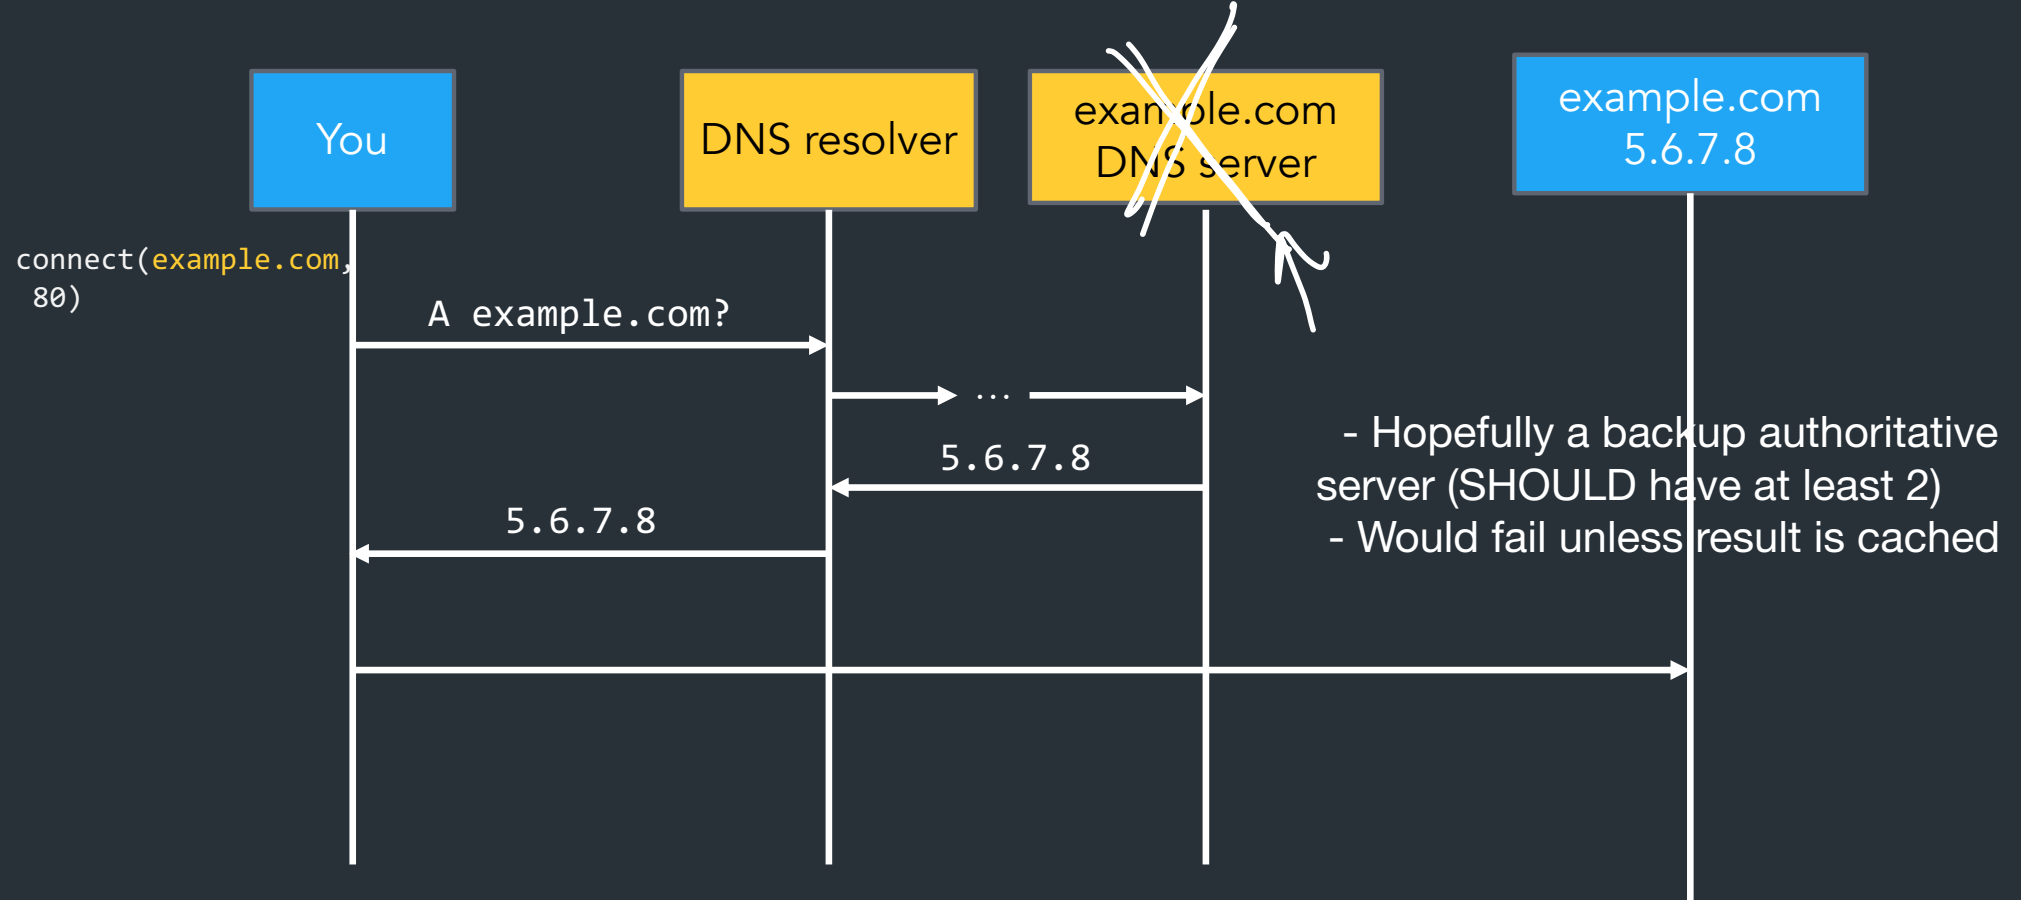 You
DNS resolver
example.com
DNS server
example.com
5.6.7.8
connect(example.com,
80)
A example.com?
...
5.6.7.8
5.6.7.8
- Hopefully a backup authoritative
server (SHOULD have at least 2)
- Would fail unless result is cached